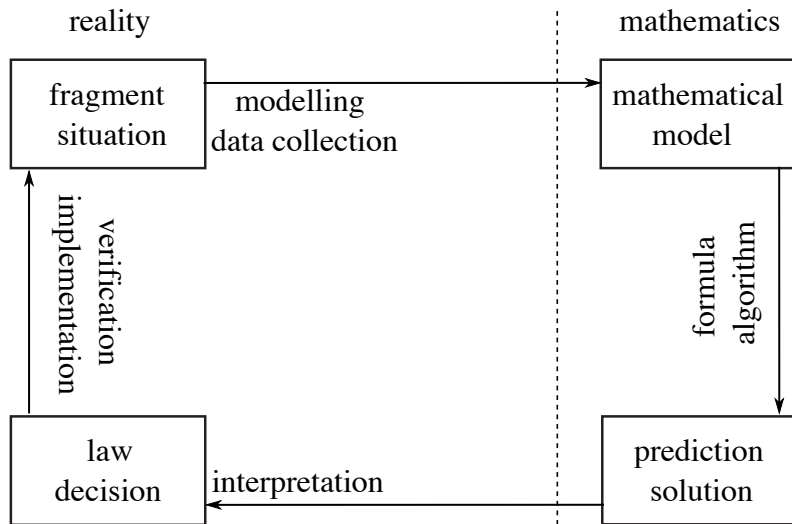 reality
mathematics
fragment
situation
modelling
data collection
mathematical
model
verification
implementation
formula
algorithm
law
decision
interpretation
prediction
solution